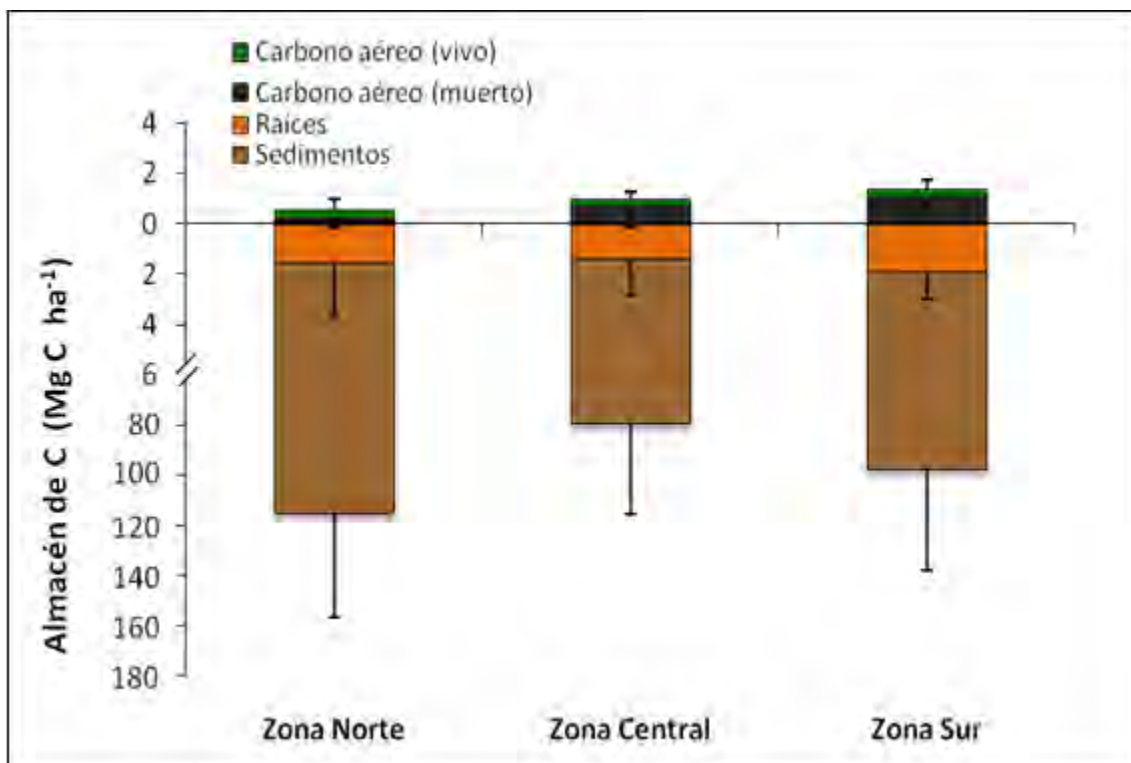 Carbono aéreo (vivo)
Carbono aéreo (muerto)
Raíces
Sedimentos
4
2
0
2
4
6
80
100
120
140
160
180
Almacén de C (Mg C ha⁻¹)
Zona Norte
Zona Central
Zona Sur